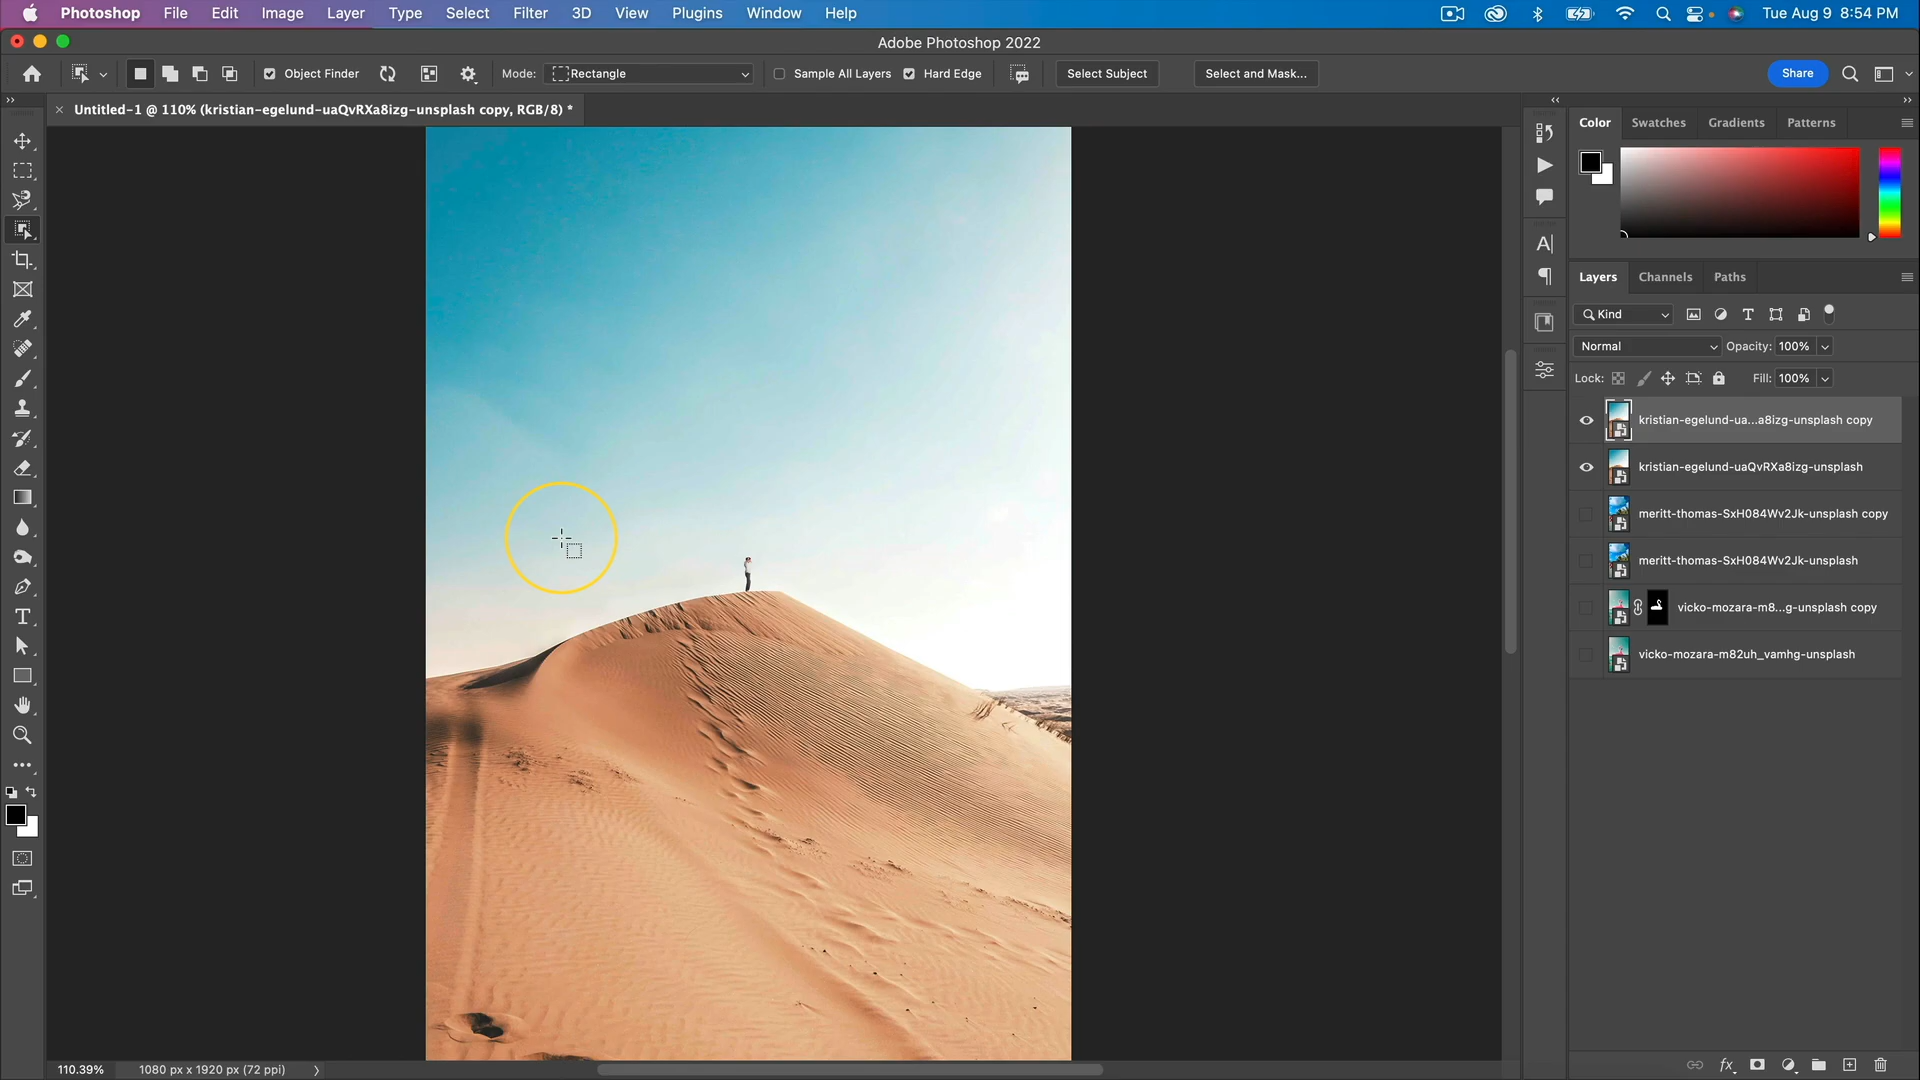 Photoshop File Edit Image Layer Type Select Filter 3D View Plugins Window Help Tue Aug 9 8:54 PM
Adobe Photoshop 2022
Object Finder Mode: Rectangle Sample All Layers Hard Edge Select Subject Select and Mask... Share
Untitled-1 @ 110% (kristian-egelund-uaQvRXa8izg-unsplash copy, RGB/8) *
Color Swatches Gradients Patterns
Layers Channels Paths
Kind
Normal Opacity: 100%
Lock: Fill: 100%
kristian-egelund-ua...a8izg-unsplash copy
kristian-egelund-uaQvRXa8izg-unsplash
meritt-thomas-SxH084Wv2Jk-unsplash copy
meritt-thomas-SxH084Wv2Jk-unsplash
vicko-mozara-m8...g-unsplash copy
vicko-mozara-m82uh_vamhg-unsplash
110.39% 1080 px x 1920 px (72 ppi)